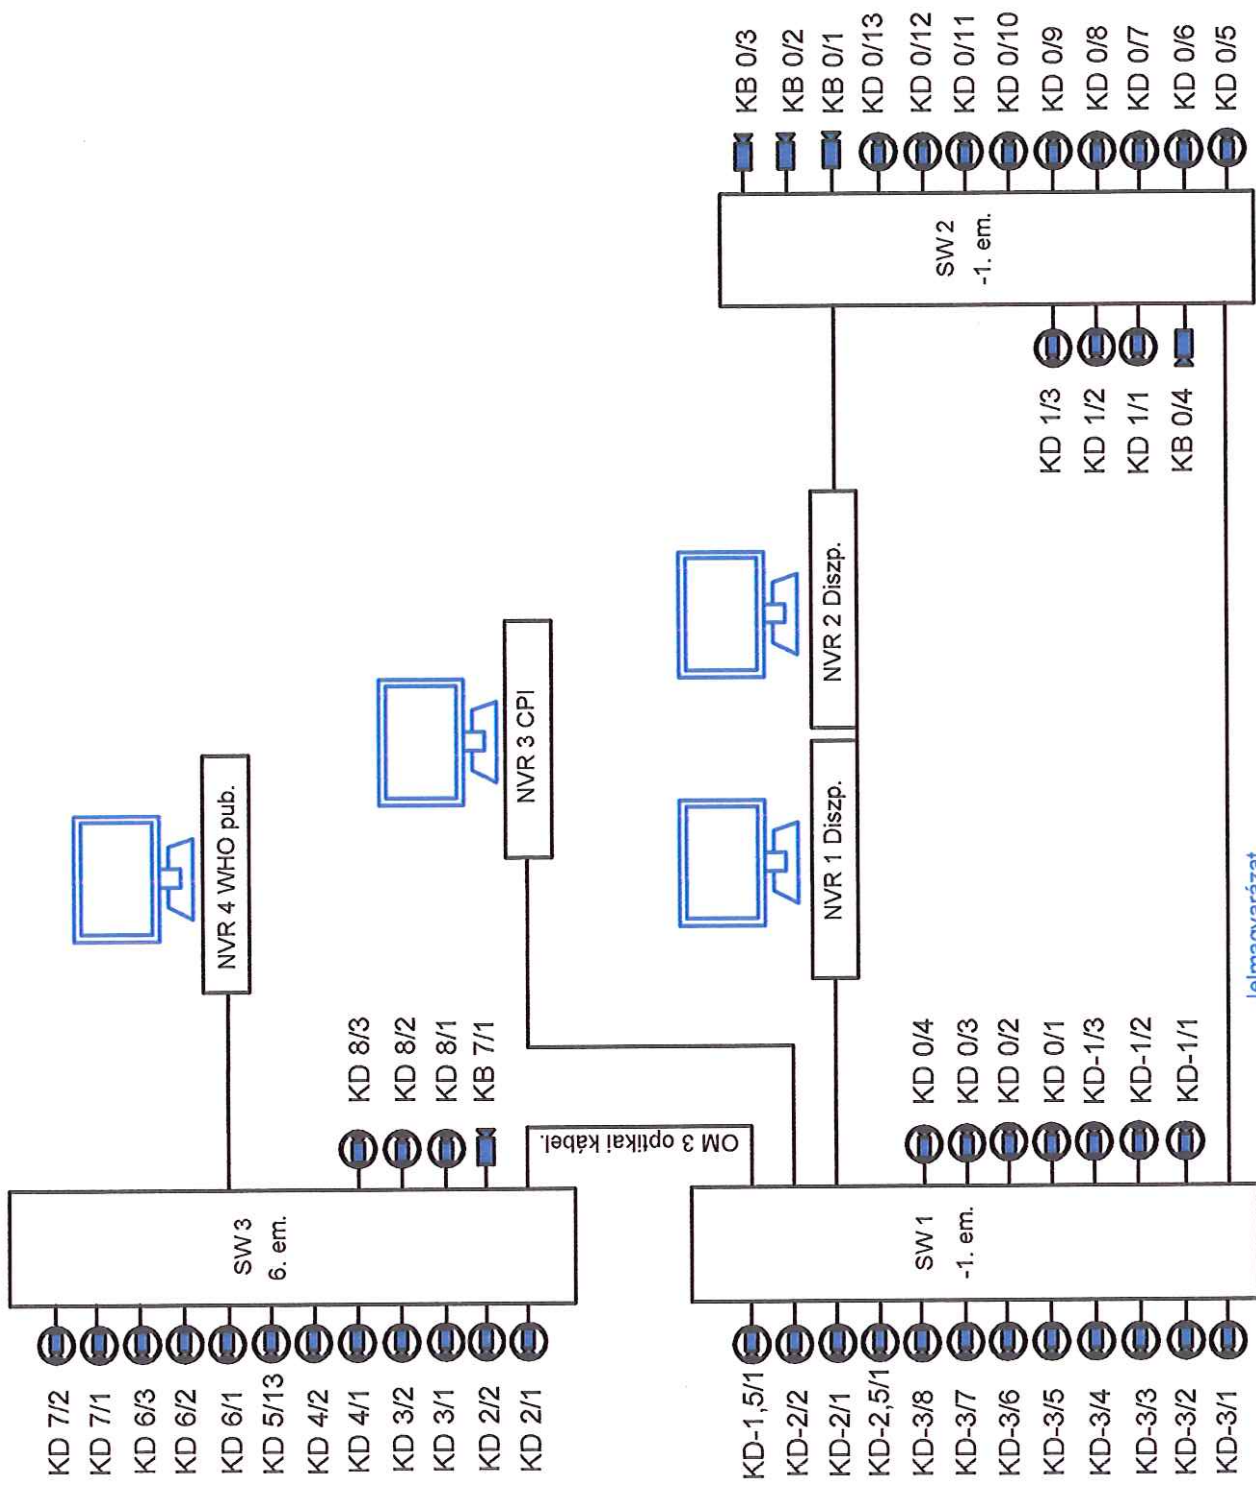 NVR 4 WHO pub.
SW 3
6. em.
KD 8/3
KD 8/2
KD 8/1
KB 7/1
KD 7/2
KD 7/1
KD 6/3
KD 6/2
KD 6/1
KD 5/13
KD 4/2
KD 4/1
KD 3/2
KD 3/1
KD 2/2
KD 2/1
OM 3 optikai kábel.
NVR 3 CPI
NVR 1 Diszp.
NVR 2 Diszp.
SW 1
-1. em.
KD 0/4
KD 0/3
KD 0/2
KD 0/1
KD-1/3
KD-1/2
KD-1/1
KD-1,5/1
KD-2/2
KD-2/1
KD-2,5/1
KD-3/8
KD-3/7
KD-3/6
KD-3/5
KD-3/4
KD-3/3
KD-3/2
KD-3/1
SW 2
-1. em.
KB 0/3
KB 0/2
KB 0/1
KD 0/13
KD 0/12
KD 0/11
KD 0/10
KD 0/9
KD 0/8
KD 0/7
KD 0/6
KD 0/5
KD 1/3
KD 1/2
KD 1/1
KB 0/4
Jelmagyarázat